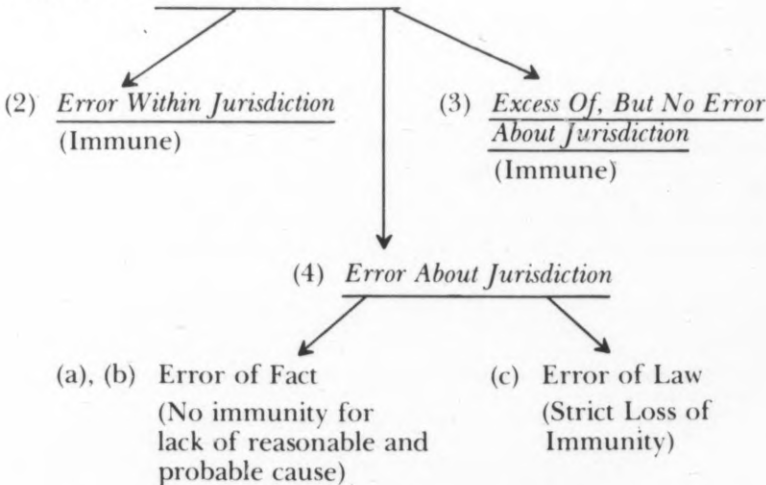 (2) Error Within Jurisdiction
(Immune)
(3) Excess Of, But No Error
About Jurisdiction
(Immune)
(4) Error About Jurisdiction
(a), (b) Error of Fact
(No immunity for
lack of reasonable and
probable cause)
(c) Error of Law
(Strict Loss of
Immunity)